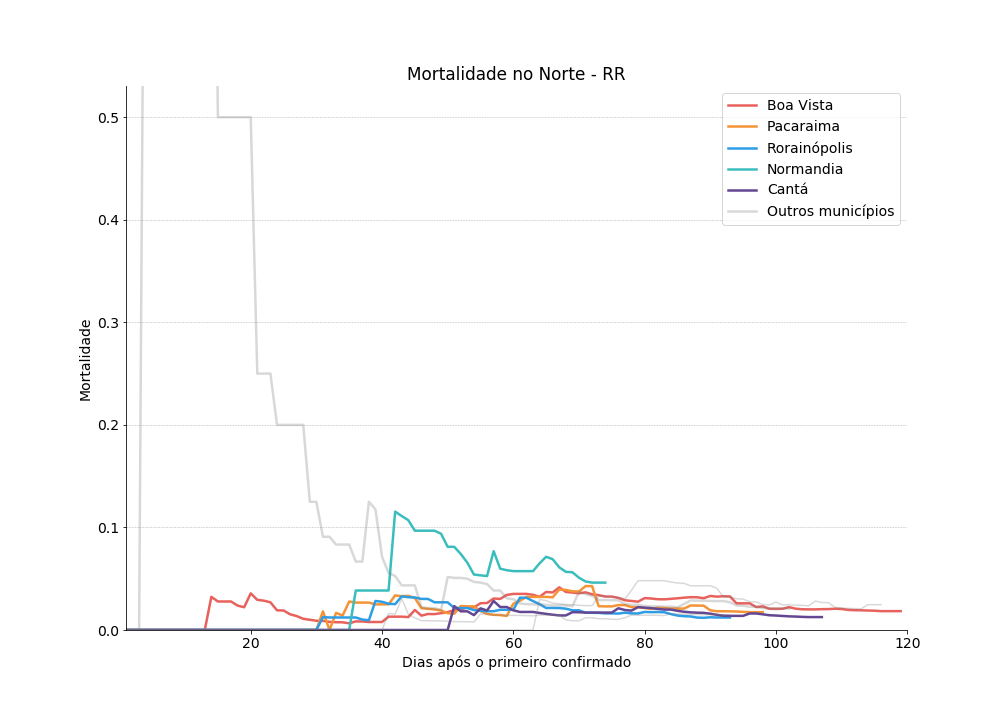 Mortalidade no Norte - RR
Boa Vista
Pacaraima
Rorainópolis
Normandia
Cantá
Outros municípios
Mortalidade
0.5
0.4
0.3
0.2
0.1
0.0
20 40 60 80 100 120
Dias após o primeiro confirmado